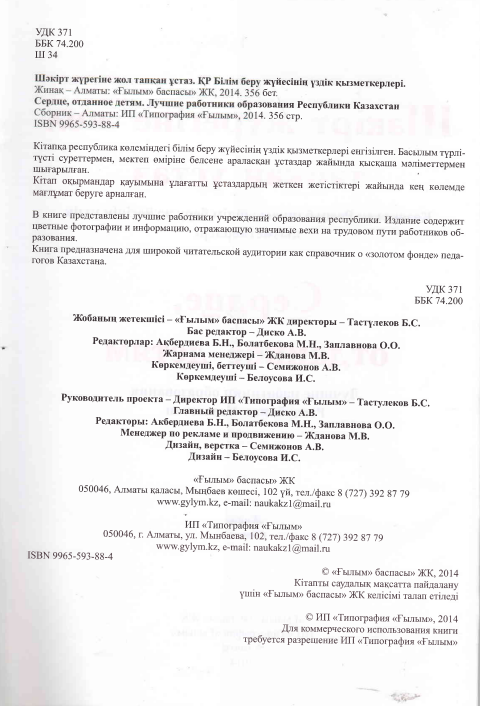 УДК 371
ББК 74.200
Ш 34
Шәкірт жүрегіне жол тапқан ұстаз. ҚР Білім беру жүйесінің үздік қызметкерлері.
Жинақ – Алматы: «Ғылым» баспасы» ЖК, 2014. 356 бет.
Сердце, отданное детям. Лучшие работники образования Республики Казахстан
Сборник – Алматы: ИП «Типография «Ғылым», 2014. 356 стр.
ISBN 9965-593-88-4
Кітапқа республика көлеміндегі білім беру жүйесінің үздік қызметкерлері енгізілген. Басылым түрлі-
түсті суреттермен, мектеп өміріне белсене араласқан ұстаздар жайында қысқаша мәліметтермен
шығарылған.
Кітап оқырмандар қауымына ұлағатты ұстаздардың жеткен жетістіктері жайында кең көлемде
мағлұмат беруге арналған.
В книге представлены лучшие работники учреждений образования республики. Издание содержит
цветные фотографии и информацию, отражающую значимые вехи на трудовом пути работников об-
разования.
Книга предназначена для широкой читательской аудитории как справочник о «золотом фонде» педа-
гогов Казахстана.
УДК 371
ББК 74.200
Жобаның жетекшісі – «Ғылым» баспасы» ЖК директоры – Тастүлеков Б.С.
Бас редактор – Диско А.В.
Редакторлар: Ақбердиева Б.Н., Болатбекова М.Н., Заплавнова О.О.
Жарнама менеджері – Жданова М.В.
Көркемдеуші, беттеуші – Семижонов А.В.
Көркемдеуші – Белоусова И.С.
Руководитель проекта – Директор ИП «Типография «Ғылым» – Тастулеков Б.С.
Главный редактор – Диско А.В.
Редакторы: Акбердиева Б.Н., Болатбекова М.Н., Заплавнова О.О.
Менеджер по рекламе и продвижению – Жданова М.В.
Дизайн, верстка – Семижонов А.В.
Дизайн – Белоусова И.С.
«Ғылым» баспасы» ЖК
050046, Алматы қаласы, Мыңбаев көшесі, 102 үй, тел./факс 8 (727) 392 87 79
www.gylym.kz, e-mail: naukakz1@mail.ru
ИП «Типография «Ғылым»
050046, г. Алматы, ул. Мынбаева, 102, тел./факс 8 (727) 392 87 79
www.gylym.kz, e-mail: naukakz1@mail.ru
ISBN 9965-593-88-4
© «Ғылым» баспасы» ЖК, 2014
Кітапты саудалық мақсатта пайдалану
үшін «Ғылым» баспасы» ЖК келісімі талап етіледі
© ИП «Типография «Ғылым», 2014
Для коммерческого использования книги
требуется разрешение ИП «Типография «Ғылым»